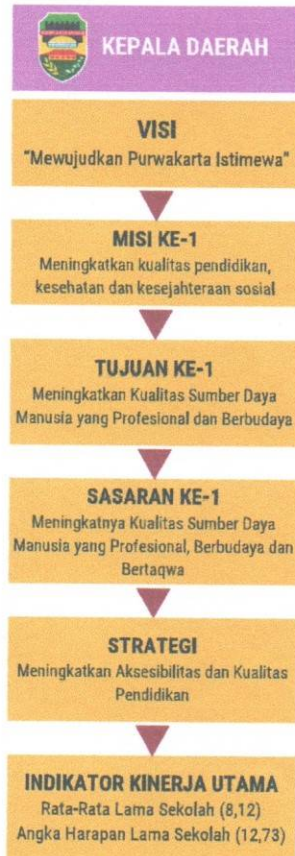 KEPALA DAERAH
VISI
"Mewujudkan Purwakarta Istimewa"
MISI KE-1
Meningkatkan kualitas pendidikan,
kesehatan dan kesejahteraan sosial
TUJUAN KE-1
Meningkatkan Kualitas Sumber Daya
Manusia yang Profesional dan Berbudaya
SASARAN KE-1
Meningkatnya Kualitas Sumber Daya
Manusia yang Profesional, Berbudaya dan
Bertaqwa
STRATEGI
Meningkatkan Aksesibilitas dan Kualitas
Pendidikan
INDIKATOR KINERJA UTAMA
Rata-Rata Lama Sekolah (8,12)
Angka Harapan Lama Sekolah (12,73)